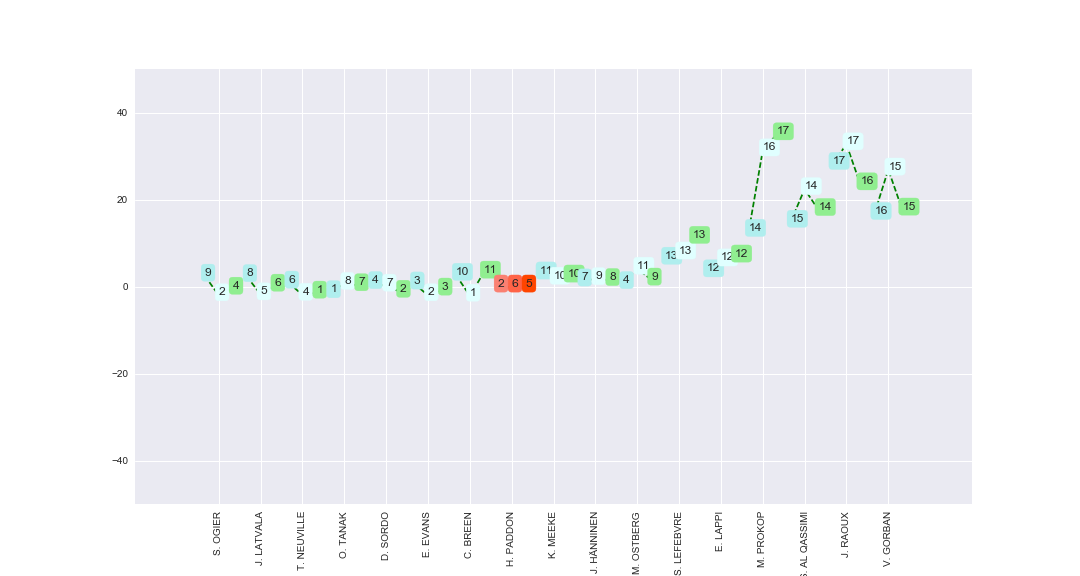 40
20
0
−20
−40
9 2 4
8 5 6
6 4 1
1 8 7
4 7 2
3 2 3
10 1 11
2 6 5
11 10 10
7 9 8
4 11 9
13 13 13
12 12 12
14 16 17
15 14 14
17 17 16
16 15 15
S. OGIER
J. LATVALA
T. NEUVILLE
O. TANAK
D. SORDO
E. EVANS
C. BREEN
H. PADDON
K. MEEKE
J. HANNINEN
M. OSTBERG
S. LEFEBVRE
E. LAPPI
M. PROKOP
S. AL QASSIMI
J. RAOUX
V. GORBAN